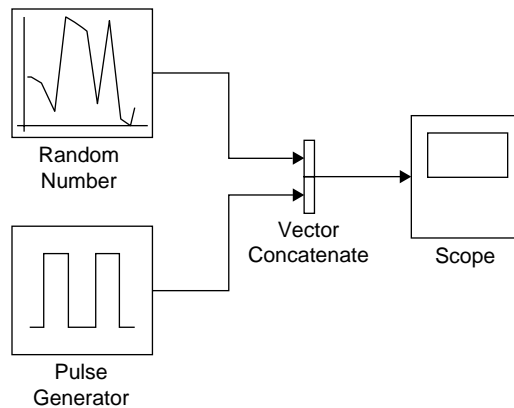 Random
Number
Vector
Concatenate
Scope
Pulse
Generator